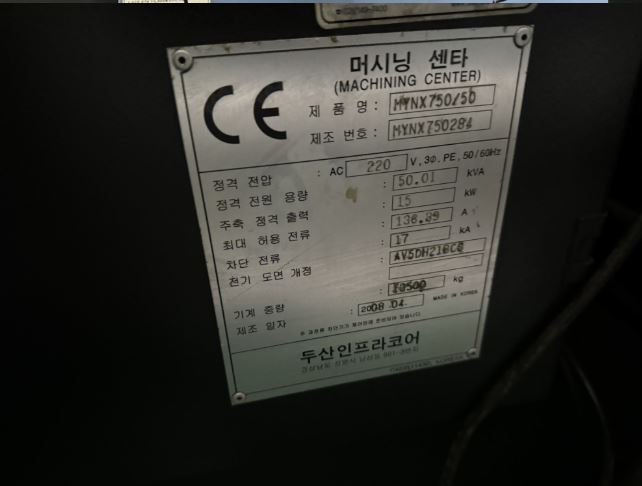 머시닝 센타
(MACHINING CENTER)
CE
제 품 명 : MYNX750/50
제조 번호 : MYNX750284
정격 전압 : AC 220 V, 3Φ. PE, 50/60Hz
정격 전원 용량 : 50.01 KVA
주축 정격 출력 : 15 kW
최대 허용 전류 : 136.89 A
차단 전류 : 17 kA
전기 도면 개정 : AV5DH21BC
기계 중량 : 10500 kg
제조 일자 : 2008.04. MADE IN KOREA
두산인프라코어